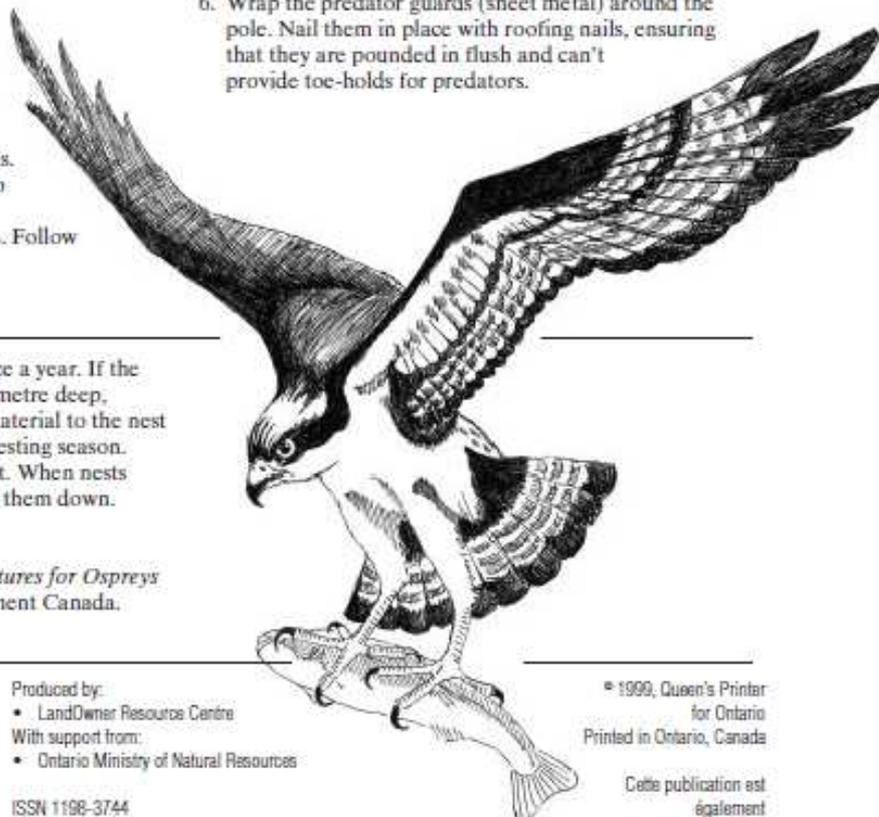 6. Wrap the predator guards (sheet metal) around the
pole. Nail them in place with roofing nails, ensuring
that they are pounded in flush and can't
provide toe-holds for predators.
s.
. Follow
a year. If the
metre deep,
material to the nest
esting season.
t. When nests
them down.
tures for Ospreys
ment Canada.
Produced by:
• LandOwner Resource Centre
With support from:
• Ontario Ministry of Natural Resources
ISSN 1198-3744
© 1999, Queen's Printer
for Ontario
Printed in Ontario, Canada
Cette publication est
également